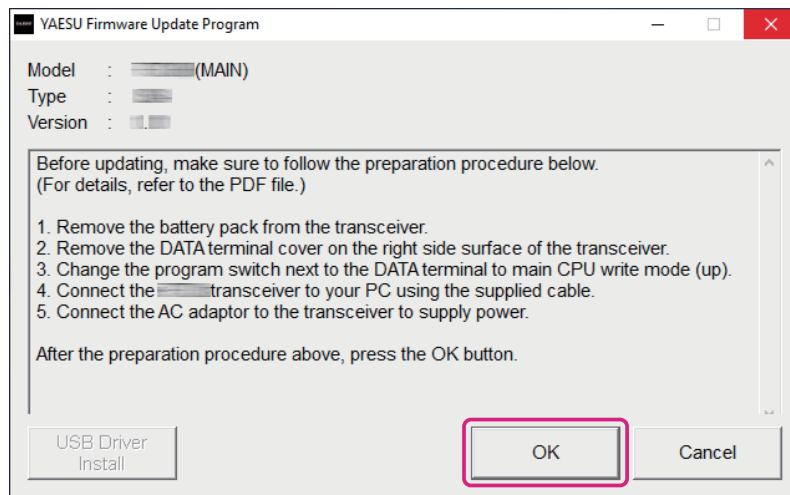 YAESU Firmware Update Program
Model : (MAIN)
Type :
Version :
Before updating, make sure to follow the preparation procedure below.
(For details, refer to the PDF file.)
1. Remove the battery pack from the transceiver.
2. Remove the DATA terminal cover on the right side surface of the transceiver.
3. Change the program switch next to the DATA terminal to main CPU write mode (up).
4. Connect the transceiver to your PC using the supplied cable.
5. Connect the AC adaptor to the transceiver to supply power.
After the preparation procedure above, press the OK button.
USB Driver
Install
OK
Cancel